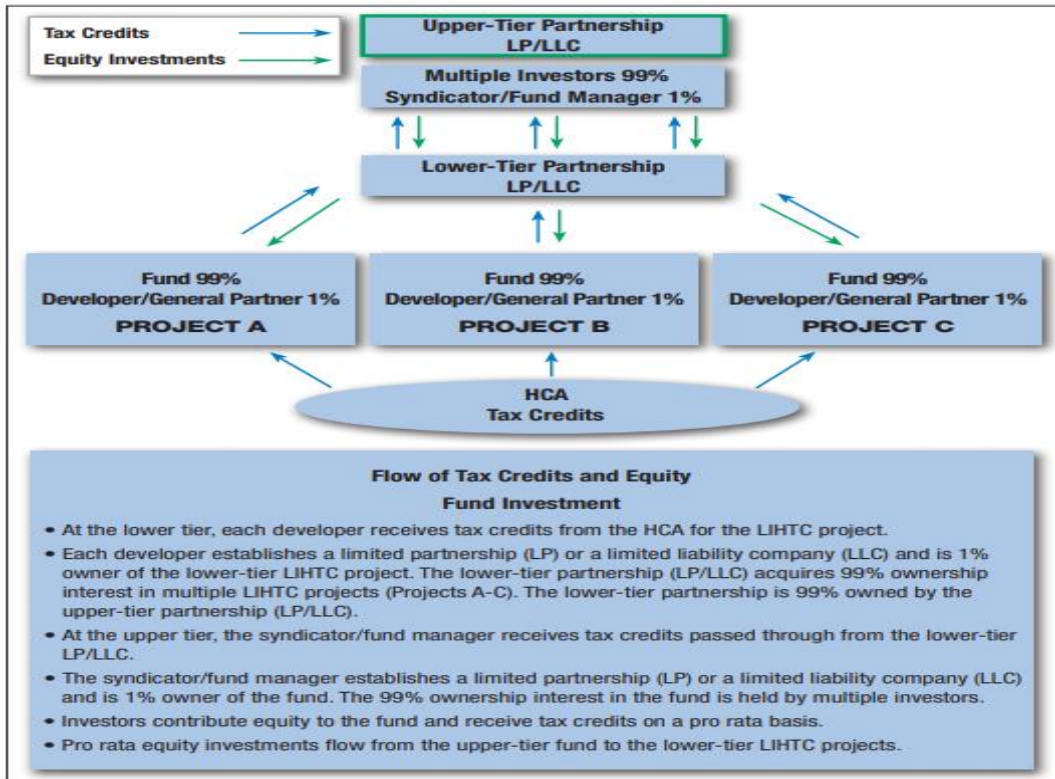 Tax Credits
Equity Investments
Upper-Tier Partnership
LP/LLC
Multiple Investors 99%
Syndicator/Fund Manager 1%
Lower-Tier Partnership
LP/LLC
Fund 99%
Developer/General Partner 1%
PROJECT A
Fund 99%
Developer/General Partner 1%
PROJECT B
Fund 99%
Developer/General Partner 1%
PROJECT C
HCA
Tax Credits
Flow of Tax Credits and Equity
Fund Investment
• At the lower tier, each developer receives tax credits from the HCA for the LIHTC project.
• Each developer establishes a limited partnership (LP) or a limited liability company (LLC) and is 1%
owner of the lower-tier LIHTC project. The lower-tier partnership (LP/LLC) acquires 99% ownership
interest in multiple LIHTC projects (Projects A-C). The lower-tier partnership is 99% owned by the
upper-tier partnership (LP/LLC).
• At the upper tier, the syndicator/fund manager receives tax credits passed through from the lower-tier
LP/LLC.
• The syndicator/fund manager establishes a limited partnership (LP) or a limited liability company (LLC)
and is 1% owner of the fund. The 99% ownership interest in the fund is held by multiple investors.
• Investors contribute equity to the fund and receive tax credits on a pro rata basis.
• Pro rata equity investments flow from the upper-tier fund to the lower-tier LIHTC projects.